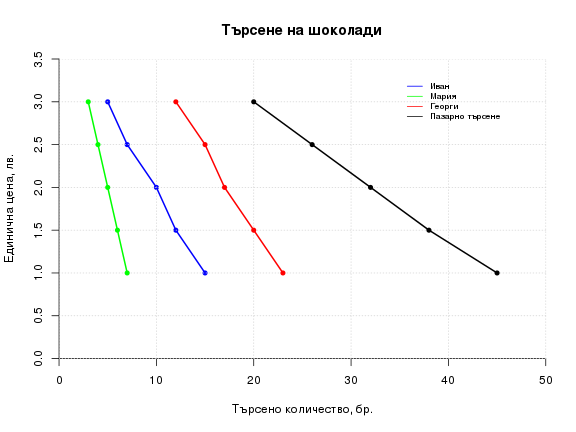 Търсене на шоколади
Иван
Мария
Георги
Пазарно търсене
Единична цена, лв.
3.5
3.0
2.5
2.0
1.5
1.0
0.5
0.0
0 10 20 30 40 50
Търсено количество, бр.